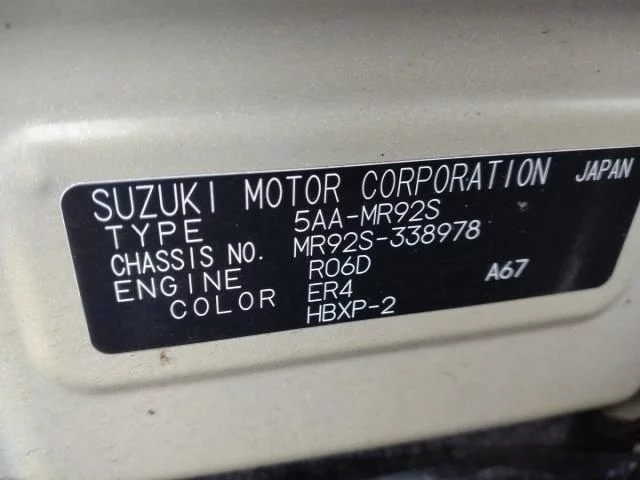 SUZUKI MOTOR CORPORATION JAPAN
TYPE 5AA-MR92S
CHASSIS NO. MR92S-338978
ENGINE R06D A67
COLOR ER4
HBXP-2